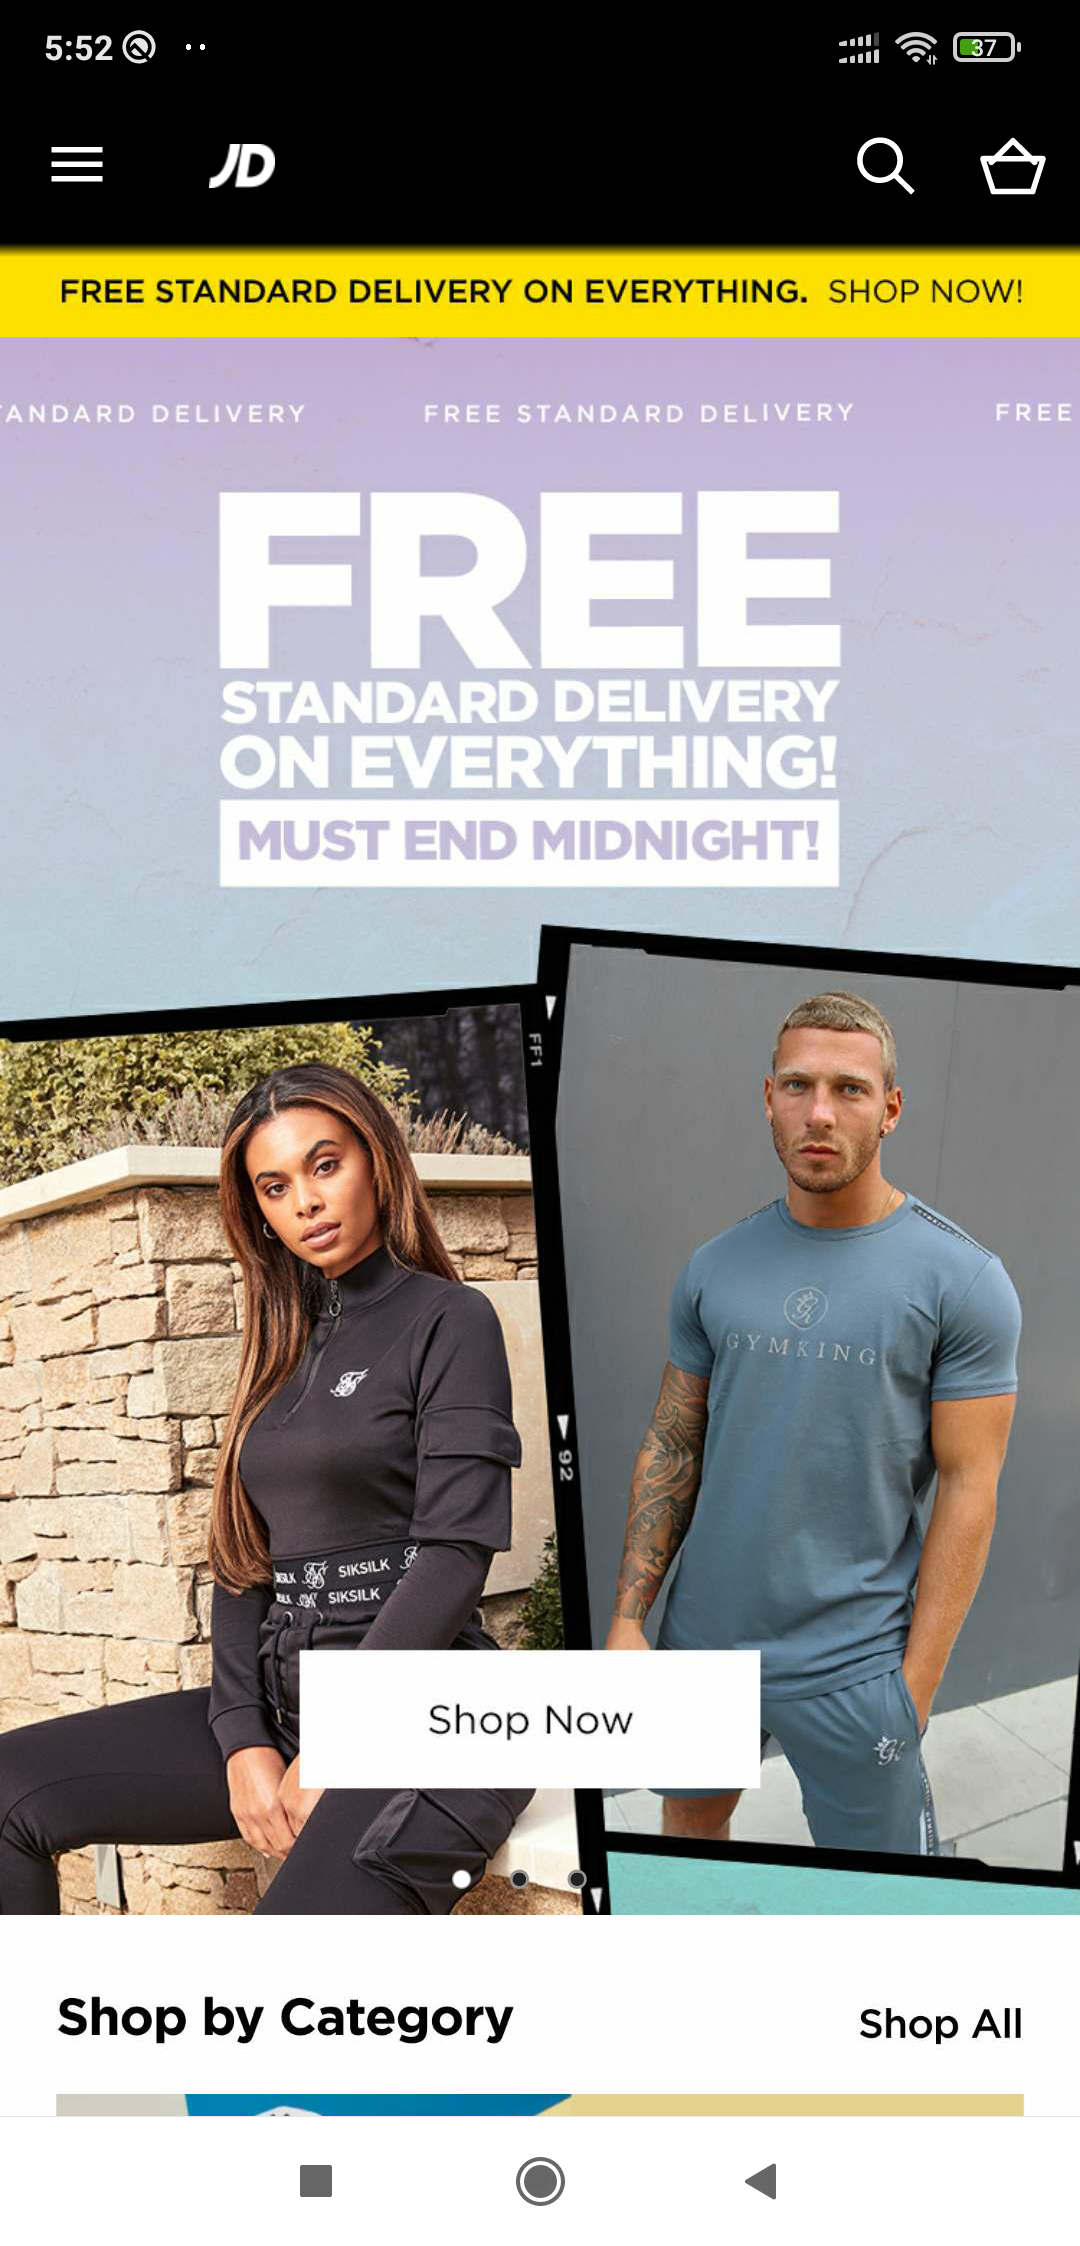 5:52
37
JD
FREE STANDARD DELIVERY ON EVERYTHING. SHOP NOW!
TANDARD DELIVERY FREE STANDARD DELIVERY FREE
FREE
STANDARD DELIVERY
ON EVERYTHING!
MUST END MIDNIGHT!
FF1
GYMKING
92
SIKSILK
SIKSILK
Shop Now
Shop by Category
Shop All